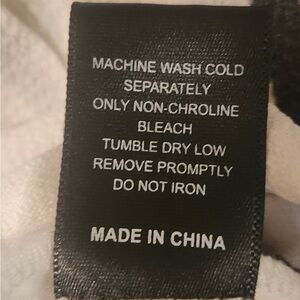 MACHINE WASH COLD
SEPARATELY
ONLY NON-CHROLINE
BLEACH
TUMBLE DRY LOW
REMOVE PROMPTLY
DO NOT IRON
MADE IN CHINA